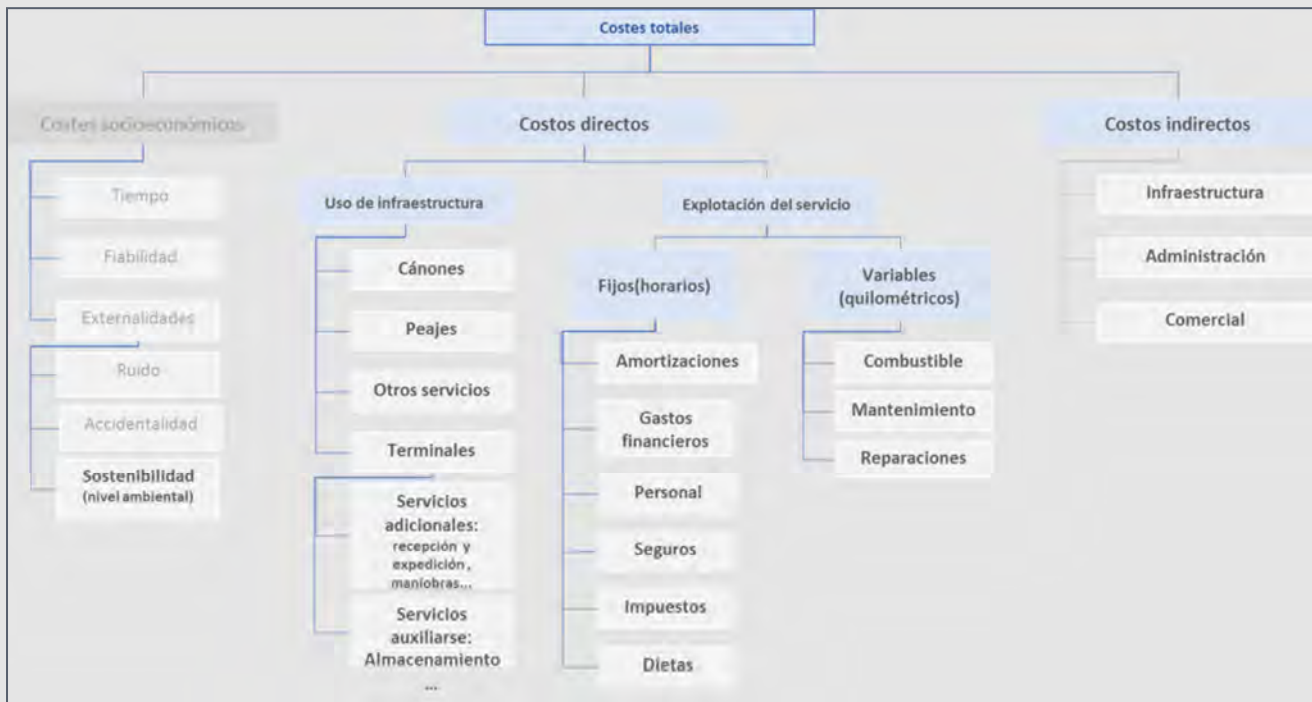 Costes totales
Costes socioeconómicos
Tiempo
Fiabilidad
Externalidades
Ruido
Accidentalidad
Sostenibilidad
(nivel ambiental)
Costos directos
Uso de infraestructura
Cánones
Peajes
Otros servicios
Terminales
Servicios
adicionales:
recepción y
expedición,
maniobras...
Servicios
auxiliarse:
Almacenamiento
...
Explotación del servicio
Fijos(horarios)
Amortizaciones
Gastos
financieros
Personal
Seguros
Impuestos
Dietas
Variables
(quilométricos)
Combustible
Mantenimiento
Reparaciones
Costos indirectos
Infraestructura
Administración
Comercial